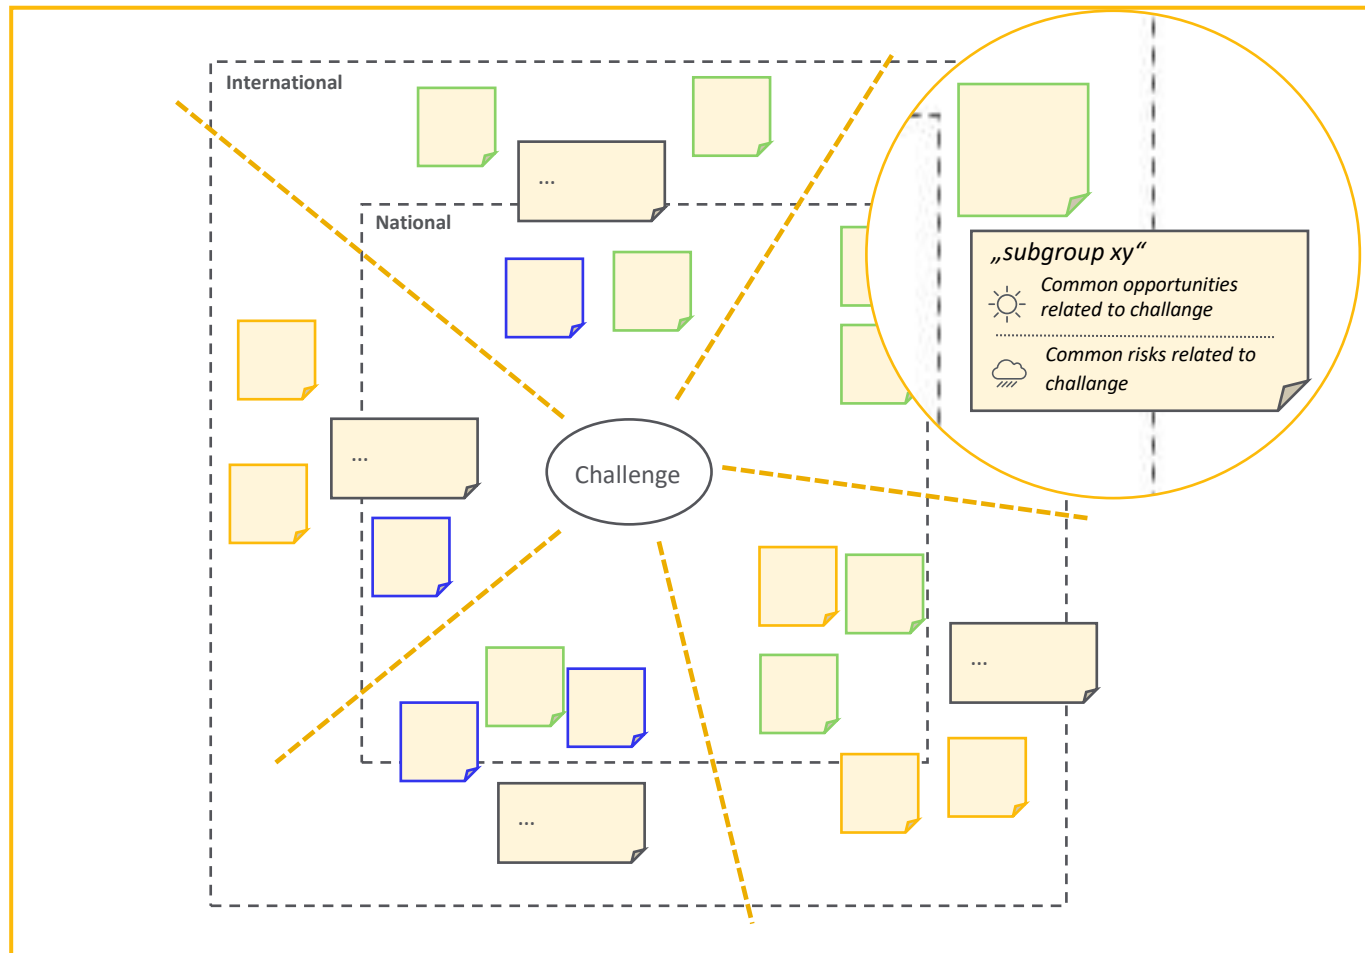 International
...
National
„subgroup xy“
Common opportunities
related to challange
Common risks related to
challange
...
Challenge
...
...